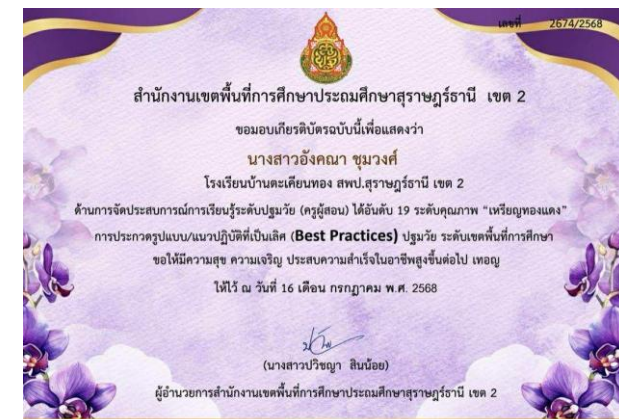 เลขที่ 2674/2568
สำนักงานเขตพื้นที่การศึกษาประถมศึกษาสุราษฎร์ธานี เขต 2
ขอมอบเกียรติบัตรฉบับนี้เพื่อแสดงว่า
นางสาวอังคณา ชุมวงศ์
โรงเรียนบ้านตะเคียนทอง สพป.สุราษฎร์ธานี เขต 2
ด้านการจัดประสบการณ์การเรียนรู้ระดับปฐมวัย (ครูผู้สอน) ได้อันดับ 19 ระดับคุณภาพ “เหรียญทองแดง”
การประกวดรูปแบบ/แนวปฏิบัติที่เป็นเลิศ (Best Practices) ปฐมวัย ระดับเขตพื้นที่การศึกษา
ขอให้มีความสุข ความเจริญ ประสบความสำเร็จในอาชีพสูงขึ้นต่อไป เทอญ
ให้ไว้ ณ วันที่ 16 เดือน กรกฎาคม พ.ศ. 2568
(นางสาวปวิชญา สินน้อย)
ผู้อำนวยการสำนักงานเขตพื้นที่การศึกษาประถมศึกษาสุราษฎร์ธานี เขต 2